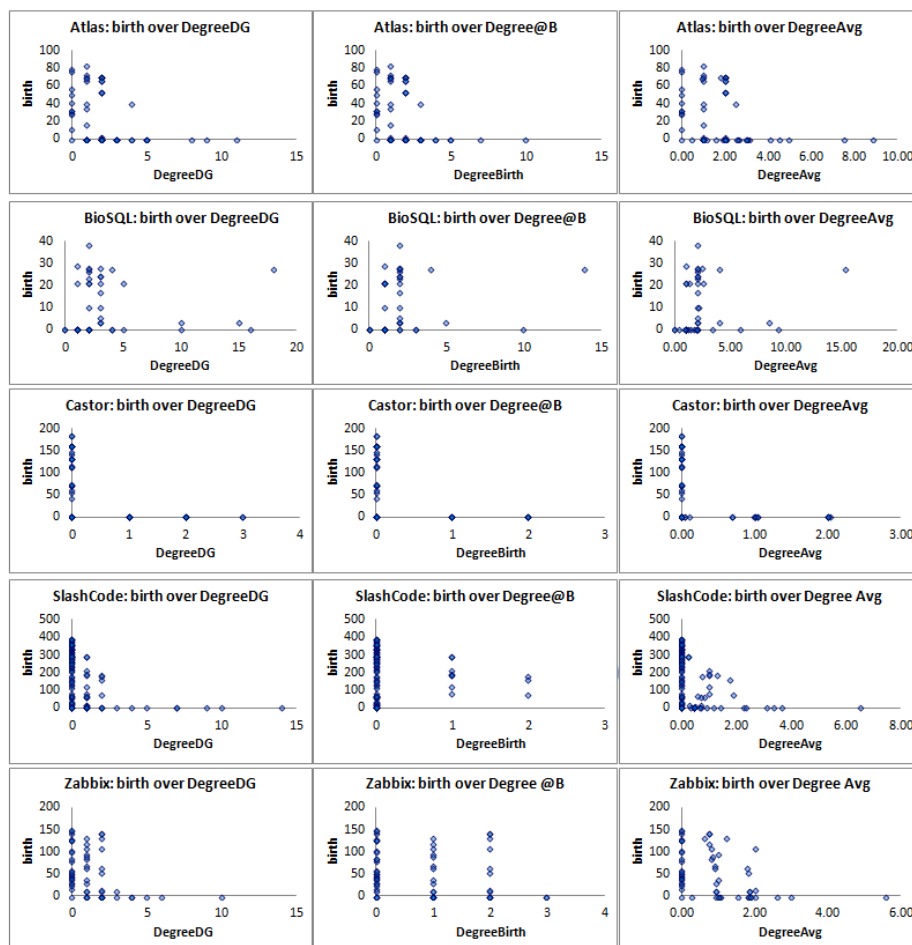 Atlas: birth over DegreeDG
100
80
60
40
20
0
birth
0 5 10 15
DegreeDG
Atlas: birth over Degree@B
100
80
60
40
20
0
birth
0 5 10 15
DegreeBirth
Atlas: birth over DegreeAvg
100
80
60
40
20
0
birth
0.00 2.00 4.00 6.00 8.00 10.00
DegreeAvg
BioSQL: birth over DegreeDG
40
30
20
10
0
birth
0 5 10 15 20
DegreeDG
BioSQL: birth over Degree@B
40
30
20
10
0
birth
0 5 10 15
DegreeBirth
BioSQL: birth over DegreeAvg
40
30
20
10
0
birth
0.00 5.00 10.00 15.00 20.00
DegreeAvg
Castor: birth over DegreeDG
200
150
100
50
0
birth
0 1 2 3 4
DegreeDG
Castor: birth over Degree@B
200
150
100
50
0
birth
0 1 2 3
DegreeBirth
Castor: birth over DegreeAvg
200
150
100
50
0
birth
0.00 1.00 2.00 3.00
DegreeAvg
SlashCode: birth over DegreeDG
500
400
300
200
100
0
birth
0 5 10 15
DegreeDG
SlashCode: birth over Degree@B
500
400
300
200
100
0
birth
0 1 2 3
DegreeBirth
SlashCode: birth over Degree Avg
500
400
300
200
100
0
birth
0.00 2.00 4.00 6.00 8.00
DegreeAvg
Zabbix: birth over DegreeDG
200
150
100
50
0
birth
0 5 10 15
DegreeDG
Zabbix: birth over Degree @B
200
150
100
50
0
birth
0 1 2 3 4
DegreeBirth
Zabbix: birth over Degree Avg
200
150
100
50
0
birth
0.00 2.00 4.00 6.00
DegreeAvg